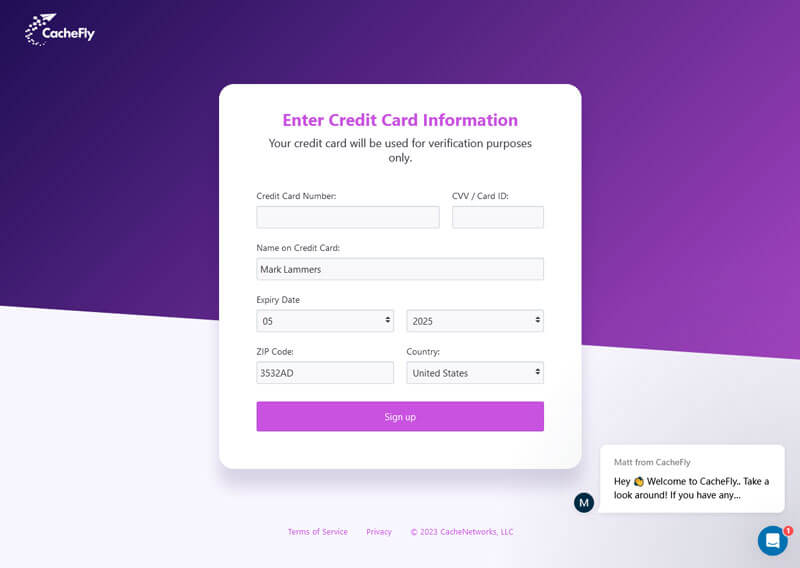 CacheFly
Enter Credit Card Information
Your credit card will be used for verification purposes
only.
Credit Card Number:
CVV / Card ID:
Name on Credit Card:
Mark Lammers
Expiry Date
05
2025
ZIP Code:
Country:
3532AD
United States
Sign up
Matt from CacheFly
Hey 👋 Welcome to CacheFly.. Take a
look around! If you have any...
M
1
Terms of Service Privacy © 2023 CacheNetworks, LLC